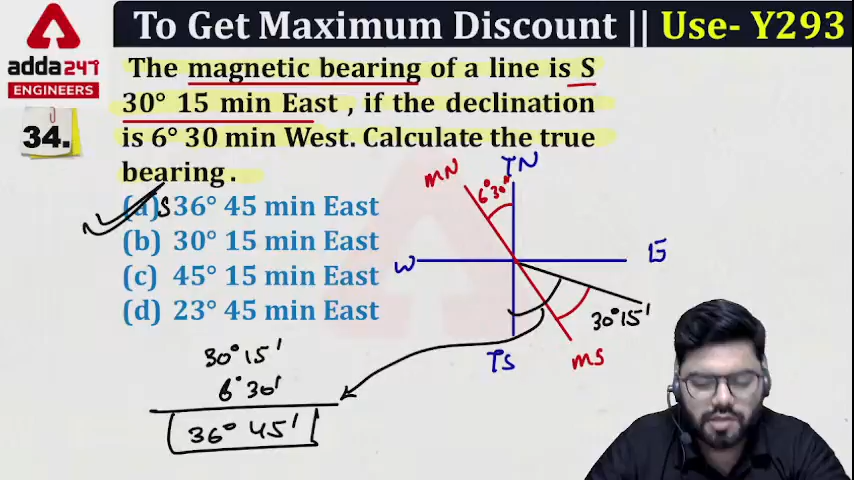 To Get Maximum Discount || Use- Y293
adda247
ENGINEERS
34.
The magnetic bearing of a line is S
30° 15 min East , if the declination
is 6° 30 min West. Calculate the true
bearing .
(a) S 36° 45 min East
(b) 30° 15 min East
(c) 45° 15 min East
(d) 23° 45 min East
MN
6°30'
TN
W
E
30°15'
TS
MS
30°15'
6°30'
36° 45'